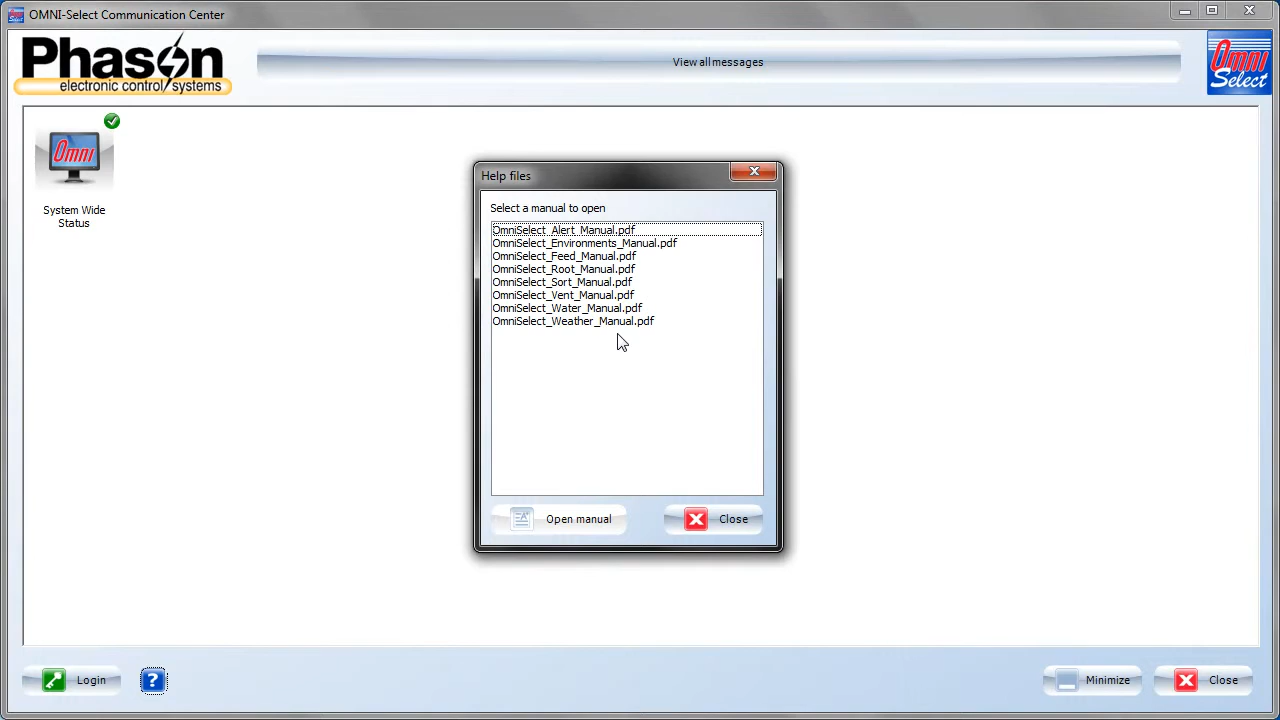 OMNI-Select Communication Center
Phason
electronic control systems
View all messages
Omni
Select
Omni
System Wide
Status
Help files
Select a manual to open
OmniSelect_Alert_Manual.pdf
OmniSelect_Environments_Manual.pdf
OmniSelect_Feed_Manual.pdf
OmniSelect_Root_Manual.pdf
OmniSelect_Sort_Manual.pdf
OmniSelect_Vent_Manual.pdf
OmniSelect_Water_Manual.pdf
OmniSelect_Weather_Manual.pdf
Open manual
Close
Login
?
Minimize
Close